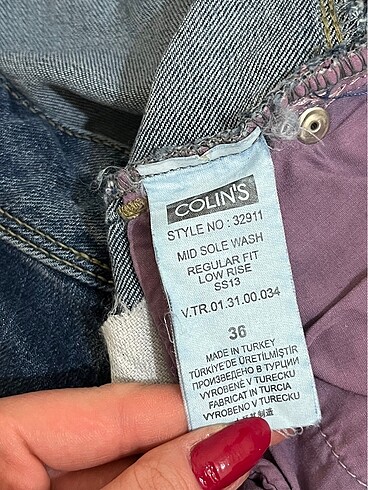 COLIN'S
STYLE NO : 32911
MID SOLE WASH
REGULAR FIT
LOW RISE
SS13
V.TR.01.31.00.034
36
MADE IN TURKEY
TÜRKİYE'DE ÜRETİLMİŞTİR
ПРОИЗВЕДЕНО В ТУРЦИИ
VYROBENÉ V TURECKU
FABRICAT IN TURCIA
VYROBENO V TURECKU